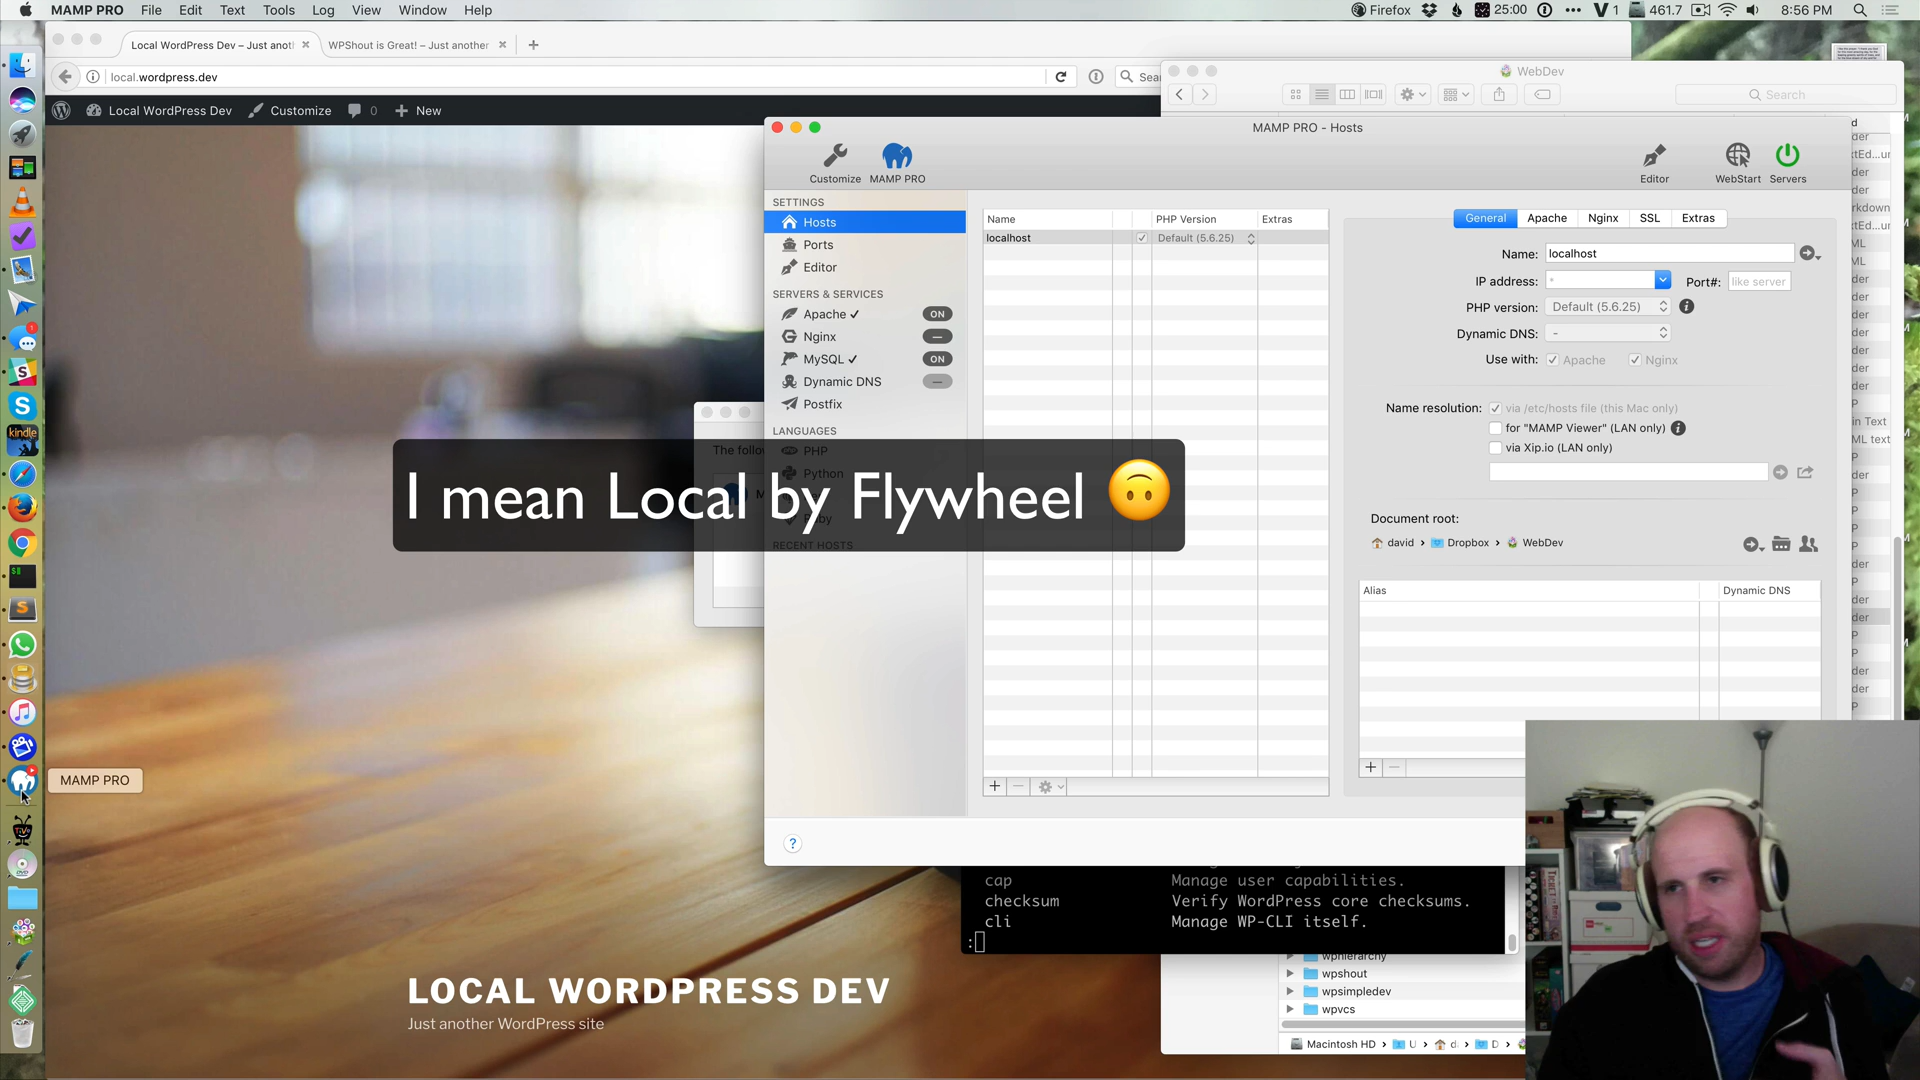 MAMP PRO File Edit Text Tools Log View Window Help
Firefox 25:00 V 1 461.7 8:56 PM
Local WordPress Dev – Just anot
WPShout is Great! – Just another
local.wordpress.dev
Sea
Local WordPress Dev Customize 0 New
WebDev
Search
MAMP PRO - Hosts
Customize MAMP PRO Editor WebStart Servers
SETTINGS
Hosts
Ports
Editor
SERVERS & SERVICES
Apache ✓ ON
Nginx
MySQL ✓ ON
Dynamic DNS
Postfix
LANGUAGES
PHP
Python
Ruby
RECENT HOSTS
The follo
Name PHP Version Extras
localhost Default (5.6.25)
General Apache Nginx SSL Extras
Name: localhost
IP address: * Port#: like server
PHP version: Default (5.6.25)
Dynamic DNS: -
Use with: Apache Nginx
Name resolution: via /etc/hosts file (this Mac only)
for "MAMP Viewer" (LAN only)
via Xip.io (LAN only)
Document root:
david › Dropbox › WebDev
Alias Dynamic DNS
I mean Local by Flywheel 🙃
MAMP PRO
kindle
cap Manage user capabilities.
checksum Verify WordPress core checksums.
cli Manage WP-CLI itself.
:
wphierarchy
wpshout
wpsimpledev
wpvcs
Macintosh HD › U › d › D ›
LOCAL WORDPRESS DEV
Just another WordPress site